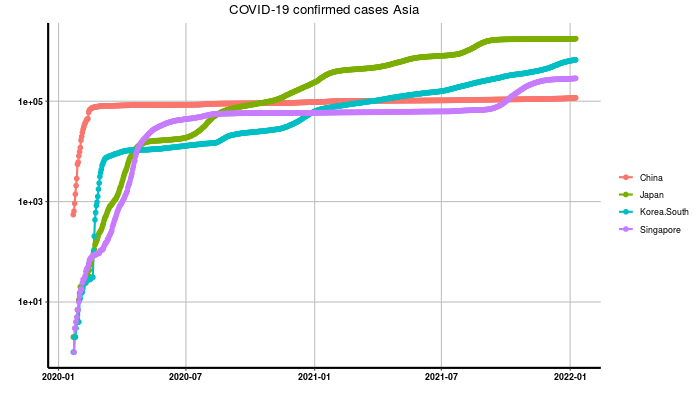 COVID-19 confirmed cases Asia
1e+05
1e+03
1e+01
2020-01
2020-07
2021-01
2021-07
2022-01
China
Japan
Korea.South
Singapore